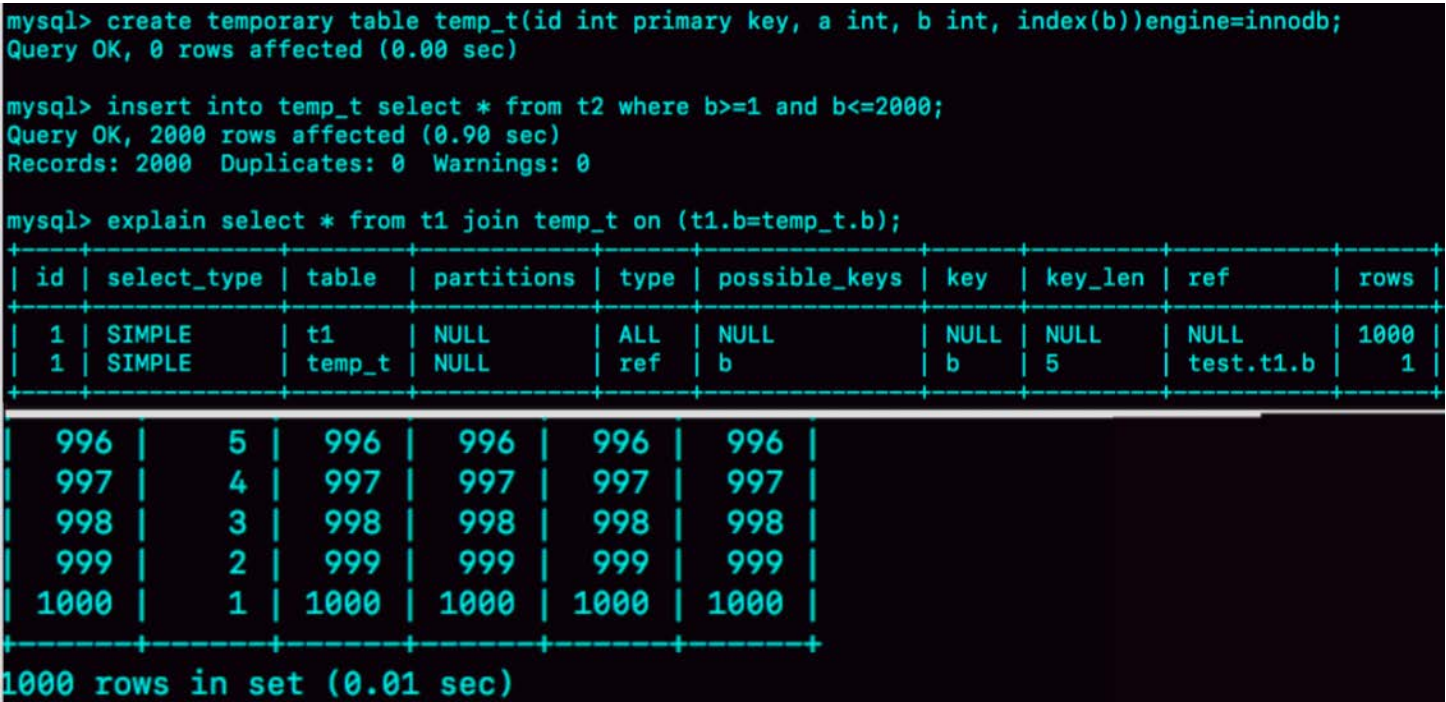 mysql> create temporary table temp_t(id int primary key, a int, b int, index(b))engine=innodb;
Query OK, 0 rows affected (0.00 sec)
mysql> insert into temp_t select * from t2 where b>=1 and b<=2000;
Query OK, 2000 rows affected (0.90 sec)
Records: 2000  Duplicates: 0  Warnings: 0
mysql> explain select * from t1 join temp_t on (t1.b=temp_t.b);
| id | select_type | table | partitions | type | possible_keys | key | key_len | ref | rows |
| 1 | SIMPLE | t1 | NULL | ALL | NULL | NULL | NULL | NULL | 1000 |
| 1 | SIMPLE | temp_t | NULL | ref | b | b | 5 | test.t1.b | 1 |
| 996 | 5 | 996 | 996 | 996 | 996 |
| 997 | 4 | 997 | 997 | 997 | 997 |
| 998 | 3 | 998 | 998 | 998 | 998 |
| 999 | 2 | 999 | 999 | 999 | 999 |
| 1000 | 1 | 1000 | 1000 | 1000 | 1000 |
1000 rows in set (0.01 sec)